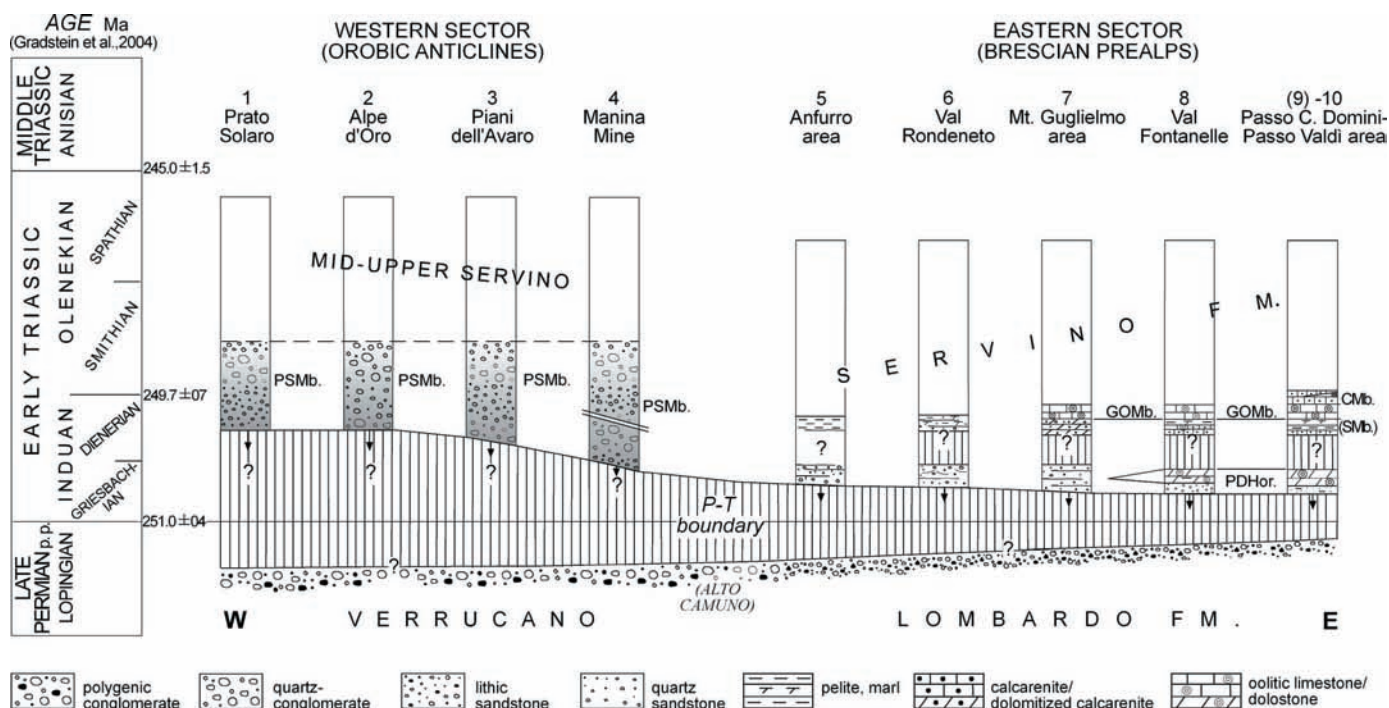 AGE Ma
(Gradstein et al.,2004)
WESTERN SECTOR
(OROBIC ANTICLINES)
EASTERN SECTOR
(BRESCIAN PREALPS)
1
Prato
Solaro
2
Alpe
d'Oro
3
Piani
dell'Avaro
4
Manina
Mine
5
Anfurro
area
6
Val
Rondeneto
7
Mt. Guglielmo
area
8
Val
Fontanelle
(9) -10
Passo C. Domini-
Passo Valdì area
MIDDLE
TRIASSIC
ANISIAN
245.0±1.5
EARLY TRIASSIC
OLENEKIAN
SPATHIAN
SMITHIAN
249.7±07
INDUAN
DIENERIAN
GRIESBACH-
IAN
251.0±04
LATE
PERMIAN p.p.
LOPINGIAN
MID-UPPER SERVINO
SERVINO FM.
PSMb.
PSMb.
PSMb.
PSMb.
GOMb.
GOMb.
CMb.
(SMb.)
PDHor.
?
?
?
?
?
?
?
?
?
P-T
boundary
?
?
(ALTO
CAMUNO)
W
VERRUCANO
LOMBARDO FM.
E
polygenic
conglomerate
quartz-
conglomerate
lithic
sandstone
quartz
sandstone
pelite, marl
calcarenite/
dolomitized calcarenite
oolitic limestone/
dolostone